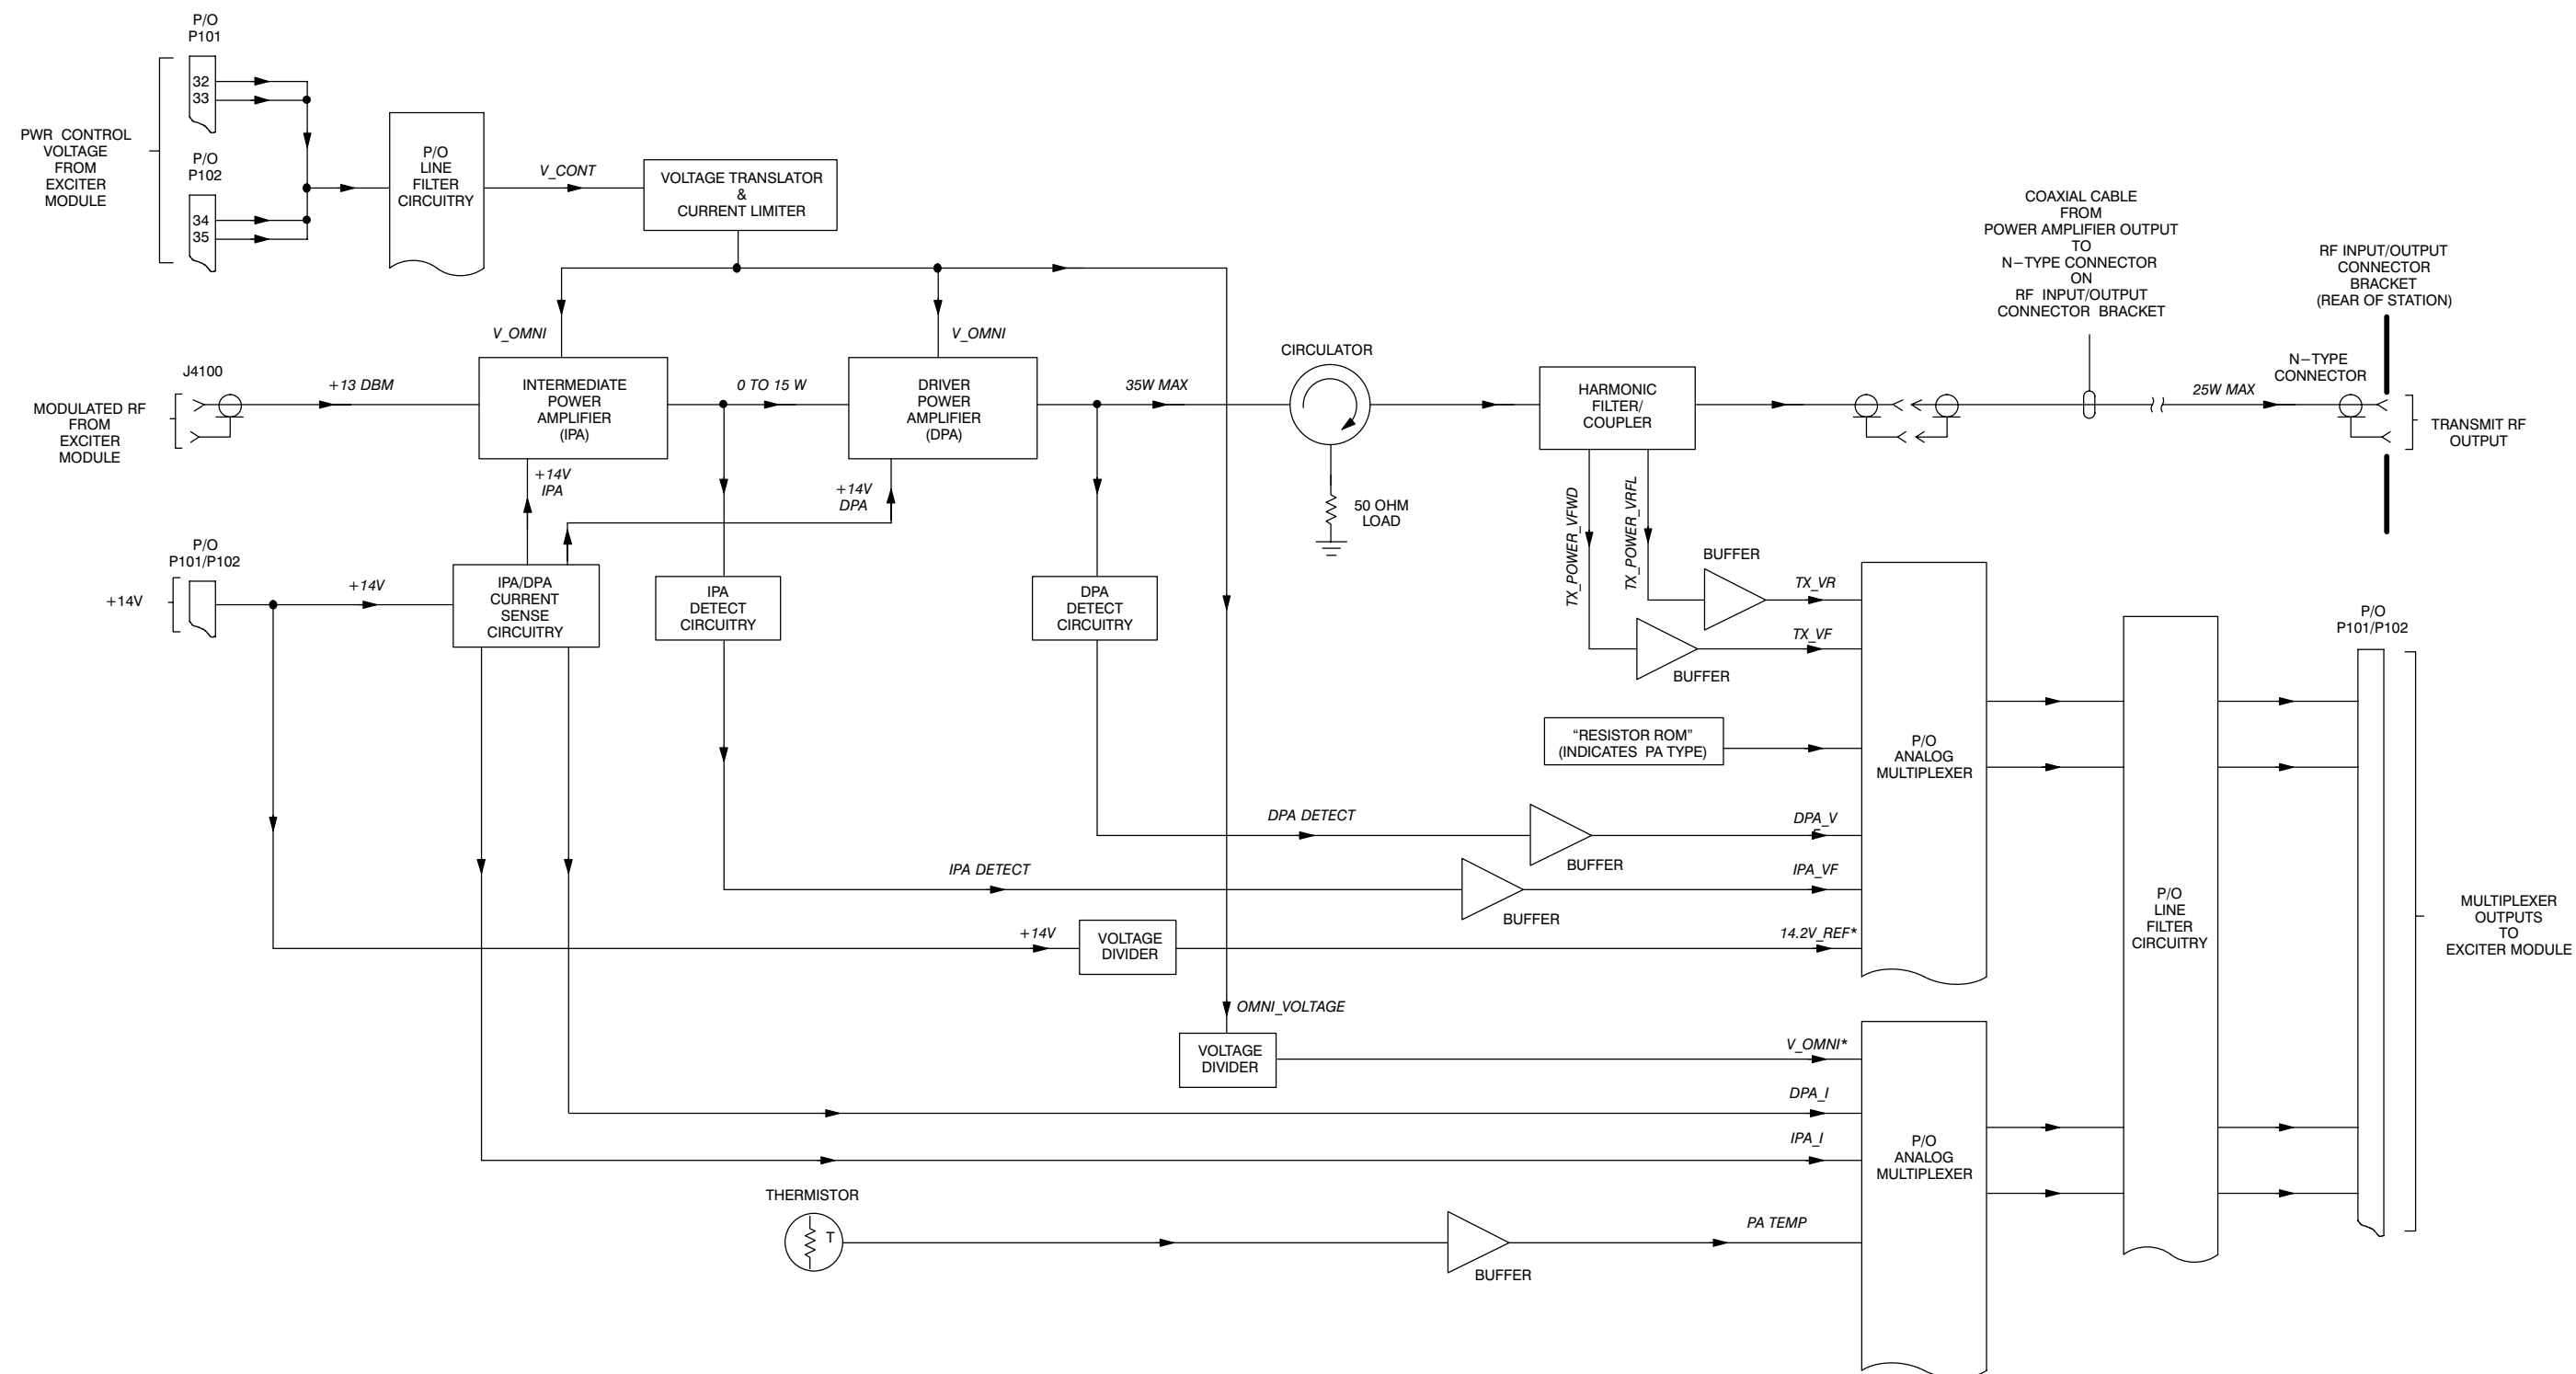 P/O
P101
32
33
PWR CONTROL
VOLTAGE
FROM
EXCITER
MODULE
P/O
P102
34
35
P/O
LINE
FILTER
CIRCUITRY
V_CONT
VOLTAGE TRANSLATOR
&
CURRENT LIMITER
COAXIAL CABLE
FROM
POWER AMPLIFIER OUTPUT
TO
N–TYPE CONNECTOR
ON
RF INPUT/OUTPUT
CONNECTOR BRACKET
RF INPUT/OUTPUT
CONNECTOR
BRACKET
(REAR OF STATION)
V_OMNI
V_OMNI
J4100
MODULATED RF
FROM
EXCITER
MODULE
+13 DBM
INTERMEDIATE
POWER
AMPLIFIER
(IPA)
0 TO 15 W
DRIVER
POWER
AMPLIFIER
(DPA)
35W MAX
CIRCULATOR
50 OHM
LOAD
HARMONIC
FILTER/
COUPLER
25W MAX
N–TYPE
CONNECTOR
TRANSMIT RF
OUTPUT
+14V
IPA
+14V
DPA
TX_POWER_VFWD
TX_POWER_VRFL
P/O
P101/P102
+14V
+14V
IPA/DPA
CURRENT
SENSE
CIRCUITRY
IPA
DETECT
CIRCUITRY
DPA
DETECT
CIRCUITRY
BUFFER
TX_VR
TX_VF
BUFFER
"RESISTOR ROM"
(INDICATES PA TYPE)
P/O
ANALOG
MULTIPLEXER
DPA DETECT
BUFFER
DPA_V
F
IPA DETECT
BUFFER
IPA_VF
+14V
VOLTAGE
DIVIDER
14.2V_REF*
OMNI_VOLTAGE
VOLTAGE
DIVIDER
V_OMNI*
DPA_I
IPA_I
P/O
ANALOG
MULTIPLEXER
THERMISTOR
T
BUFFER
PA TEMP
P/O
LINE
FILTER
CIRCUITRY
P/O
P101/P102
MULTIPLEXER
OUTPUTS
TO
EXCITER MODULE